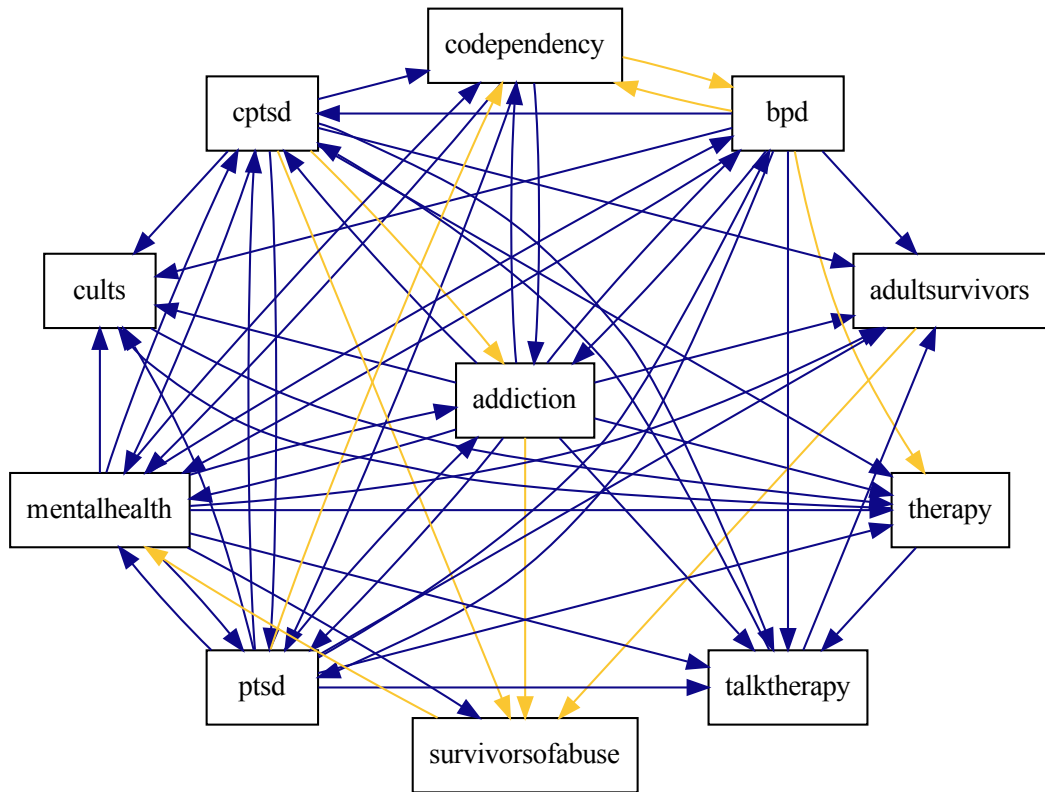 codependency
cptsd
bpd
cults
adultsurvivors
addiction
mentalhealth
therapy
ptsd
talktherapy
survivorsofabuse